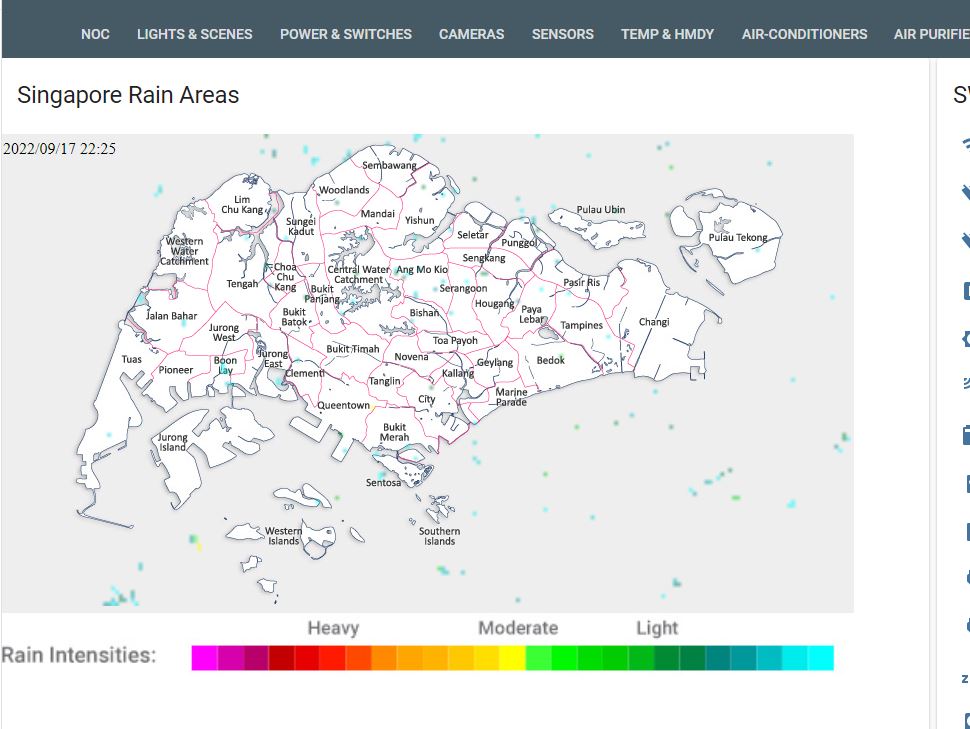 NOC LIGHTS & SCENES POWER & SWITCHES CAMERAS SENSORS TEMP & HMDY AIR-CONDITIONERS AIR PURIFIE
Singapore Rain Areas
2022/09/17 22:25
Sembawang
Woodlands
Lim
Chu Kang
Mandai
Sungei
Kadut
Yishun
Pulau Ubin
Seletar
Punggol
Pulau Tekong
Western
Water
Catchment
Sengkang
Choa
Chu
Kang
Tengah
Central Water
Catchment
Ang Mo Kio
Pasir Ris
Serangoon
Bukit
Panjang
Hougang
Jalan Bahar
Bukit
Batok
Bishan
Paya
Lebar
Tampines
Changi
Jurong
West
Toa Payoh
Bukit Timah
Novena
Tuas
Pioneer
Boon
Lay
Jurong
East
Geylang
Bedok
Clementi
Tanglin
Kallang
City
Marine
Parade
Queentown
Bukit
Merah
Jurong
Island
Sentosa
Western
Islands
Southern
Islands
Heavy Moderate Light
Rain Intensities: